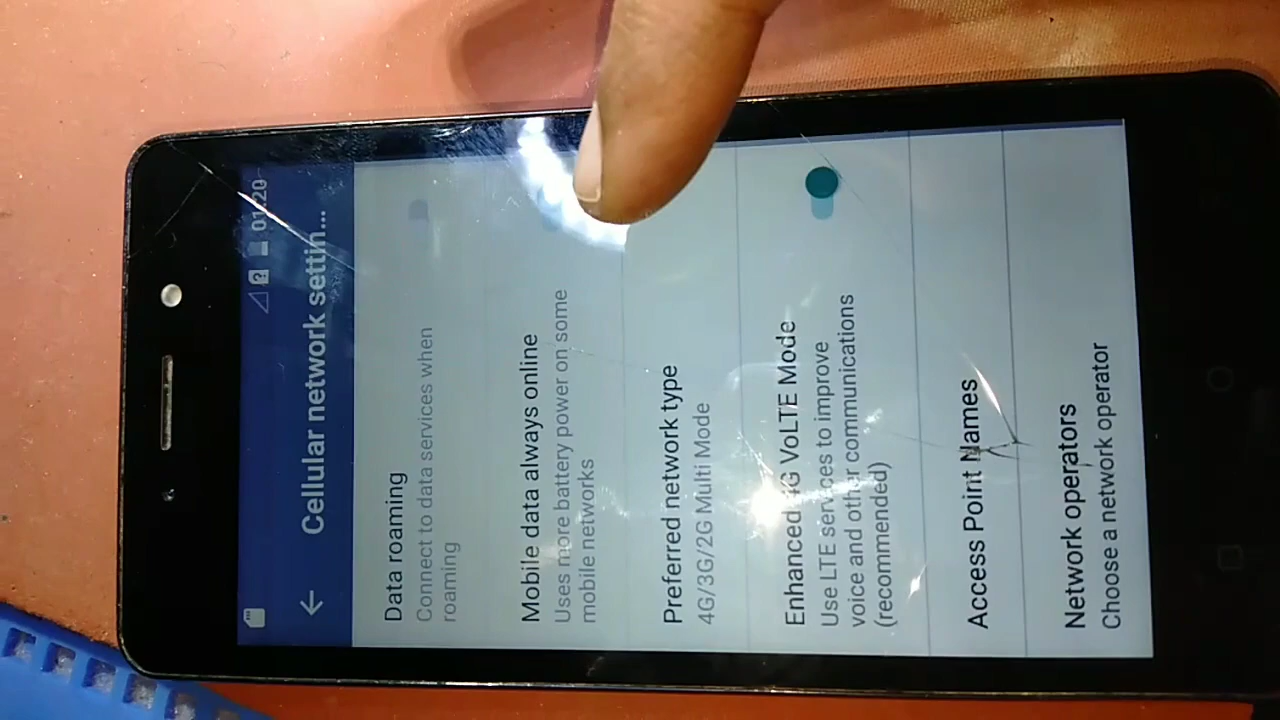 01:20
Cellular network settin...
Data roaming
Connect to data services when
roaming
Mobile data always online
Uses more battery power on some
mobile networks
Preferred network type
4G/3G/2G Multi Mode
Enhanced 4G VoLTE Mode
Use LTE services to improve
voice and other communications
(recommended)
Access Point Names
Network operators
Choose a network operator